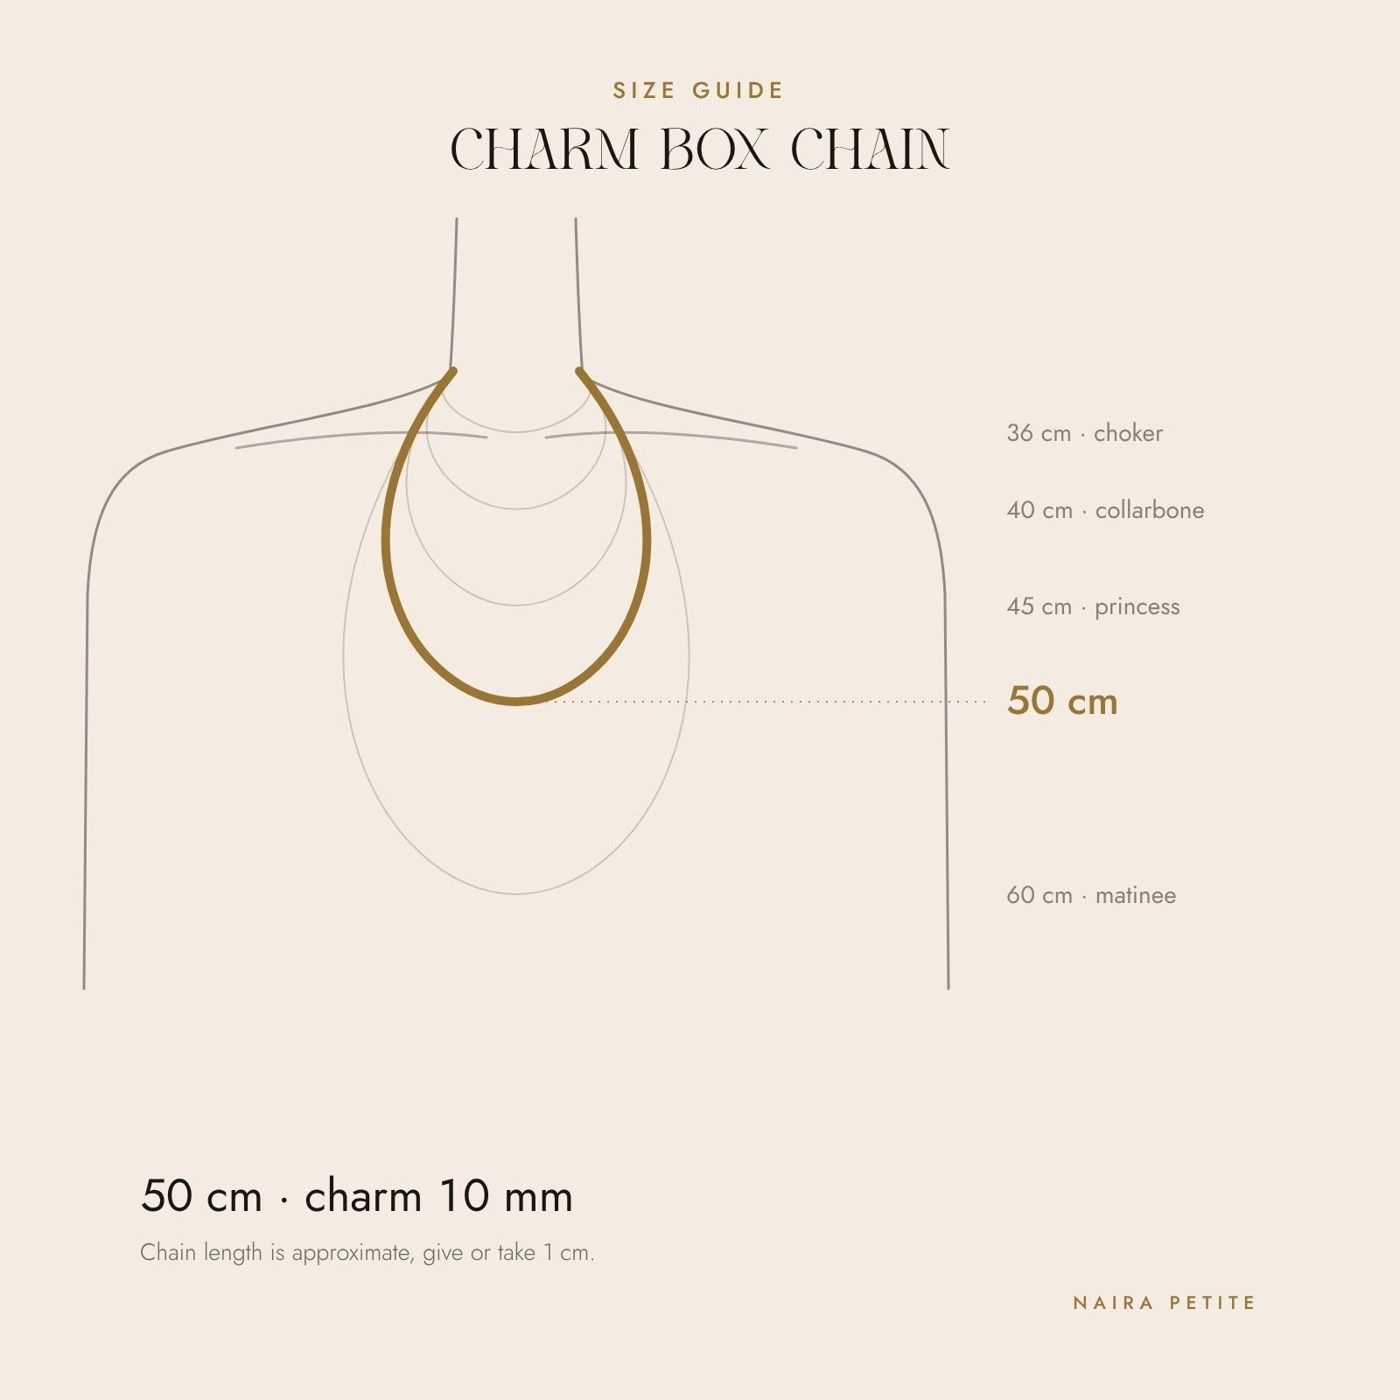 SIZE GUIDE
CHARM BOX CHAIN
36 cm · choker
40 cm · collarbone
45 cm · princess
50 cm
60 cm · matinee
50 cm · charm 10 mm
Chain length is approximate, give or take 1 cm.
NAIRA PETITE